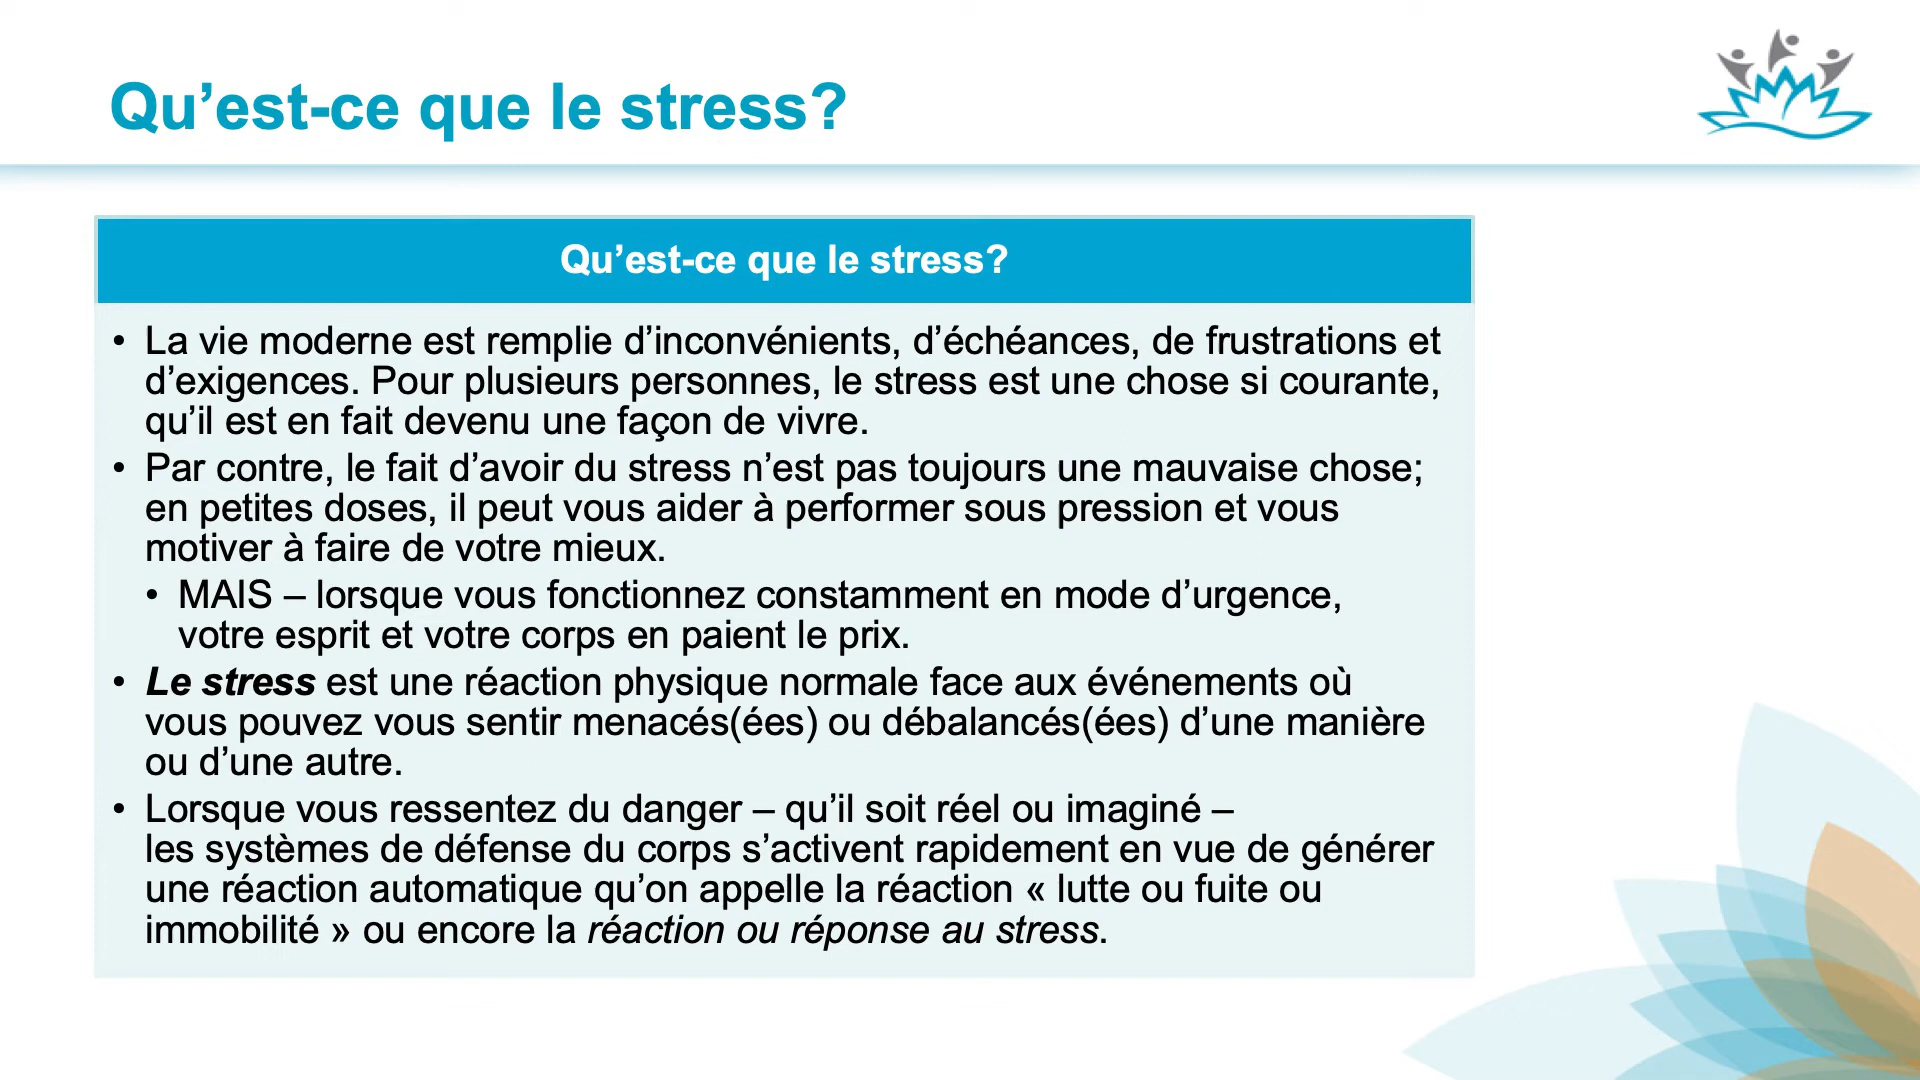 Qu’est-ce que le stress?
Qu’est-ce que le stress?
• La vie moderne est remplie d’inconvénients, d’échéances, de frustrations et
d’exigences. Pour plusieurs personnes, le stress est une chose si courante,
qu’il est en fait devenu une façon de vivre.
• Par contre, le fait d’avoir du stress n’est pas toujours une mauvaise chose;
en petites doses, il peut vous aider à performer sous pression et vous
motiver à faire de votre mieux.
• MAIS – lorsque vous fonctionnez constamment en mode d’urgence,
votre esprit et votre corps en paient le prix.
• Le stress est une réaction physique normale face aux événements où
vous pouvez vous sentir menacés(ées) ou débalancés(ées) d’une manière
ou d’une autre.
• Lorsque vous ressentez du danger – qu’il soit réel ou imaginé –
les systèmes de défense du corps s’activent rapidement en vue de générer
une réaction automatique qu’on appelle la réaction « lutte ou fuite ou
immobilité » ou encore la réaction ou réponse au stress.